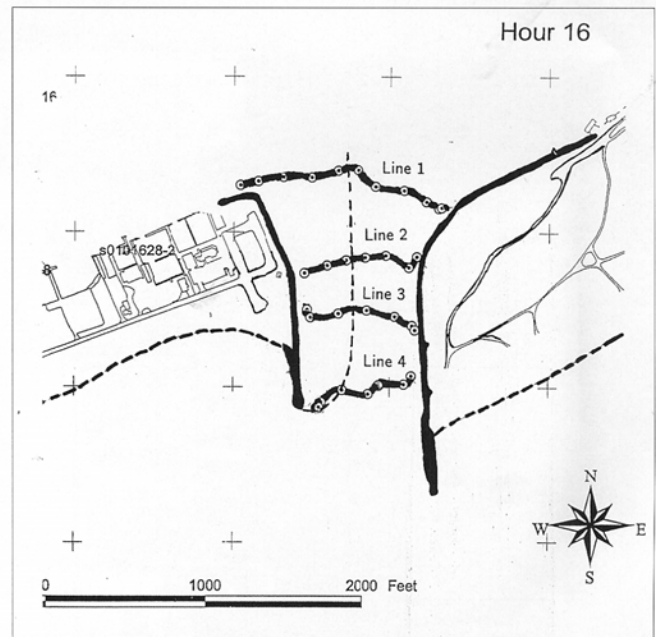 Hour 16
16
Line 1
s0101628-2
Line 2
8
Line 3
Line 4
N
W E
S
0 1000 2000 Feet